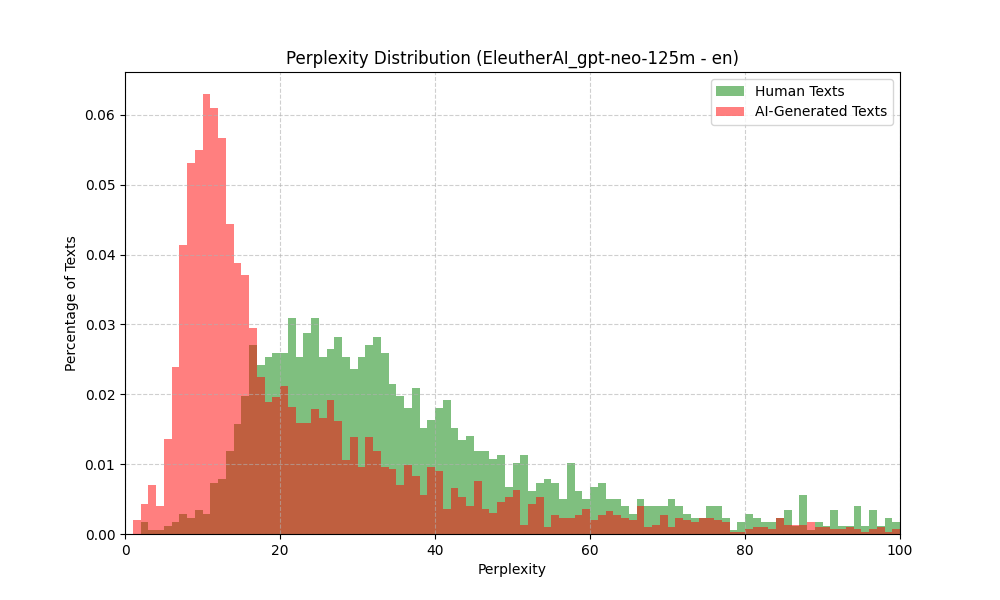 Perplexity Distribution (EleutherAI_gpt-neo-125m - en)
Human Texts
AI-Generated Texts
Percentage of Texts
0.06
0.05
0.04
0.03
0.02
0.01
0.00
0 20 40 60 80 100
Perplexity